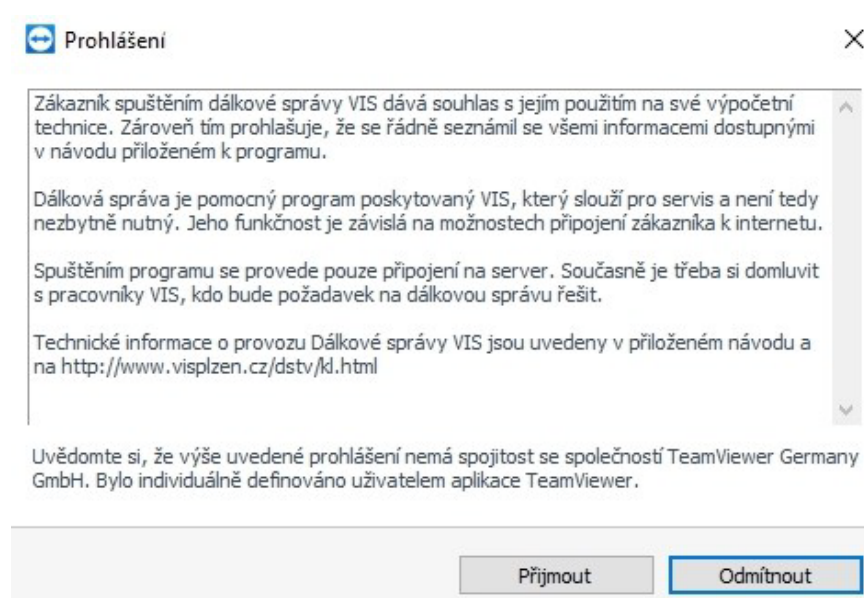 Prohlášení
Zákazník spuštěním dálkové správy VIS dává souhlas s jejím použitím na své výpočetní
technice. Zároveň tím prohlašuje, že se řádně seznámil se všemi informacemi dostupnými
v návodu přiloženém k programu.
Dálková správa je pomocný program poskytovaný VIS, který slouží pro servis a není tedy
nezbytně nutný. Jeho funkčnost je závislá na možnostech připojení zákazníka k internetu.
Spuštěním programu se provede pouze připojení na server. Současně je třeba si domluvit
s pracovníky VIS, kdo bude požadavek na dálkovou správu řešit.
Technické informace o provozu Dálkové správy VIS jsou uvedeny v přiloženém návodu a
na http://www.visplzen.cz/dstv/kl.html
Uvědomte si, že výše uvedené prohlášení nemá spojitost se společností TeamViewer Germany
GmbH. Bylo individuálně definováno uživatelem aplikace TeamViewer.
Přijmout
Odmítnout